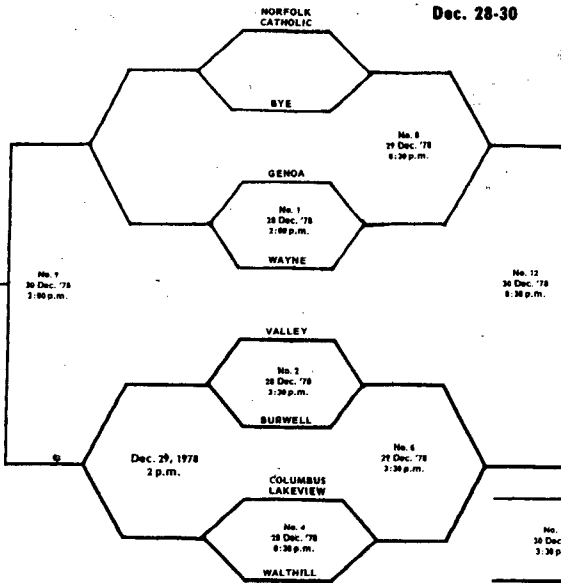 Dec. 28-30
NORFOLK
CATHOLIC
BYE
No. 8
29 Dec. '78
8:30 p.m.
GENOA
No. 1
28 Dec. '78
2:00 p.m.
WAYNE
No. 9
30 Dec. '78
2:00 p.m.
No. 12
30 Dec. '78
8:30 p.m.
VALLEY
No. 2
28 Dec. '78
3:30 p.m.
BURWELL
Dec. 29, 1978
2 p.m.
No. 6
29 Dec. '78
3:30 p.m.
COLUMBUS
LAKEVIEW
No. 4
28 Dec. '78
8:30 p.m.
WALTHILL
No.
30 Dec
3:30 p